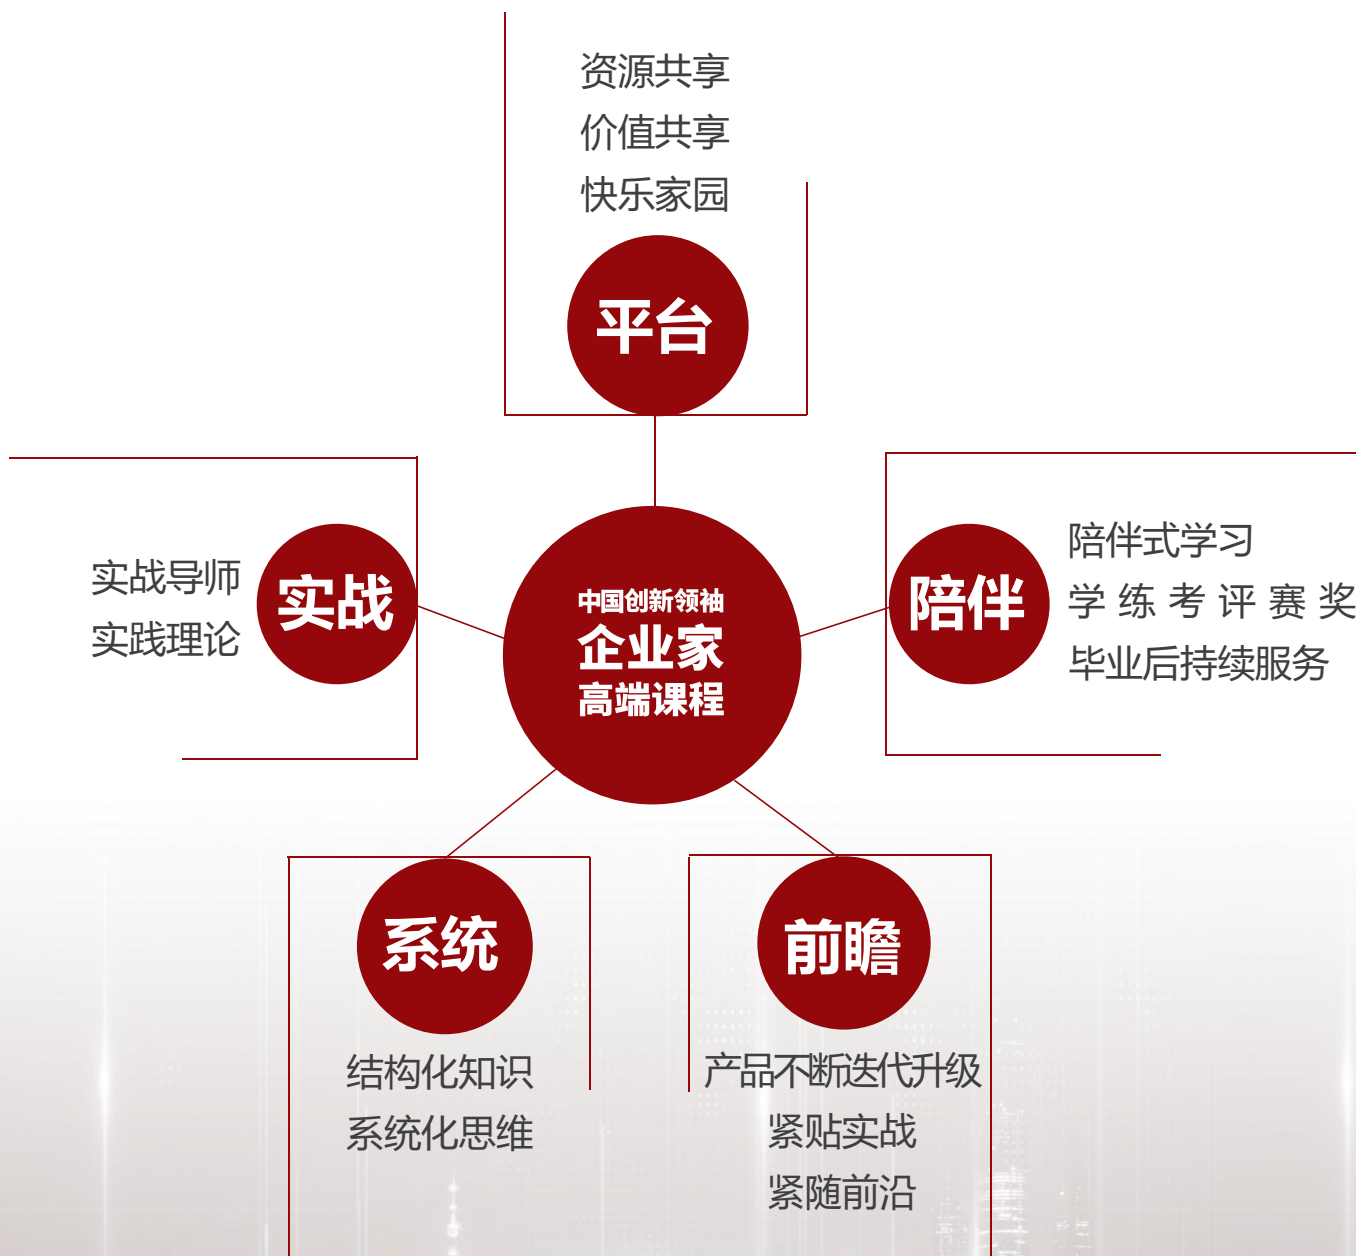 资源共享
价值共享
快乐家园
平台
实战导师
实践理论
实战
中国创新领袖
企业家
高端课程
陪伴
陪伴式学习
学练考评赛奖
毕业后持续服务
系统
结构化知识
系统化思维
前瞻
产品不断迭代升级
紧贴实战
紧随前沿